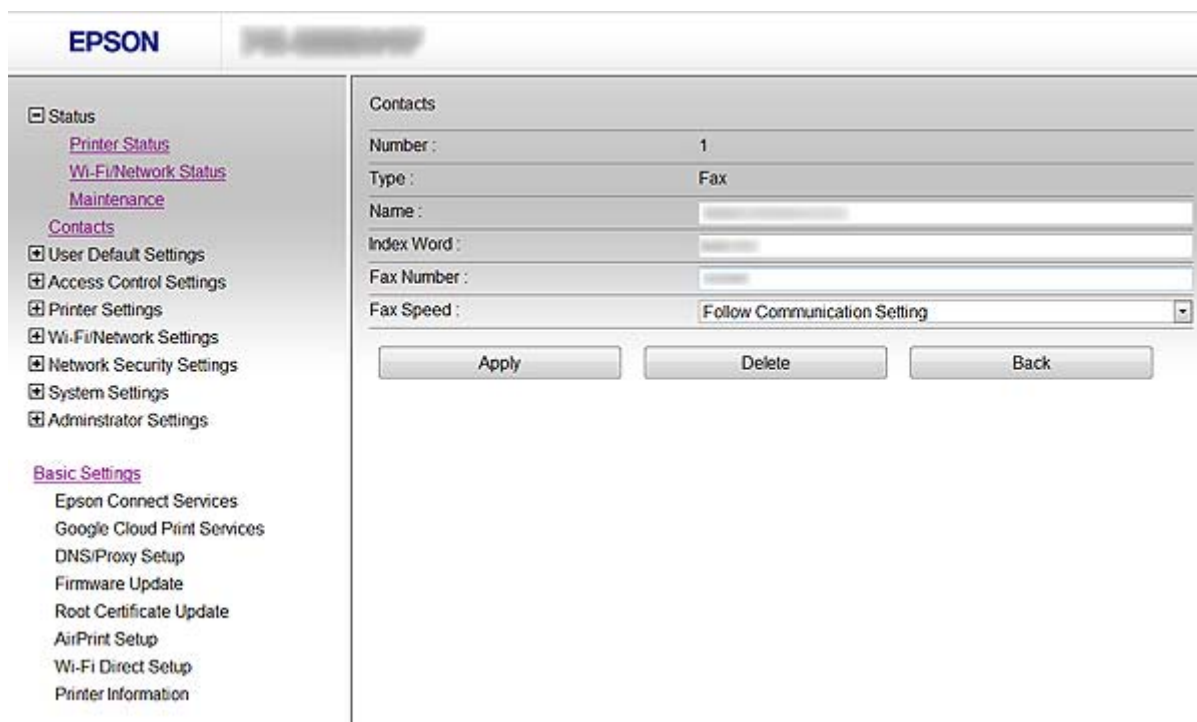 EPSON
Status
Printer Status
Wi-Fi/Network Status
Maintenance
Contacts
User Default Settings
Access Control Settings
Printer Settings
Wi-Fi/Network Settings
Network Security Settings
System Settings
Adminstrator Settings
Basic Settings
Epson Connect Services
Google Cloud Print Services
DNS/Proxy Setup
Firmware Update
Root Certificate Update
AirPrint Setup
Wi-Fi Direct Setup
Printer Information
Contacts
Number : 1
Type : Fax
Name :
Index Word :
Fax Number :
Fax Speed : Follow Communication Setting
Apply Delete Back